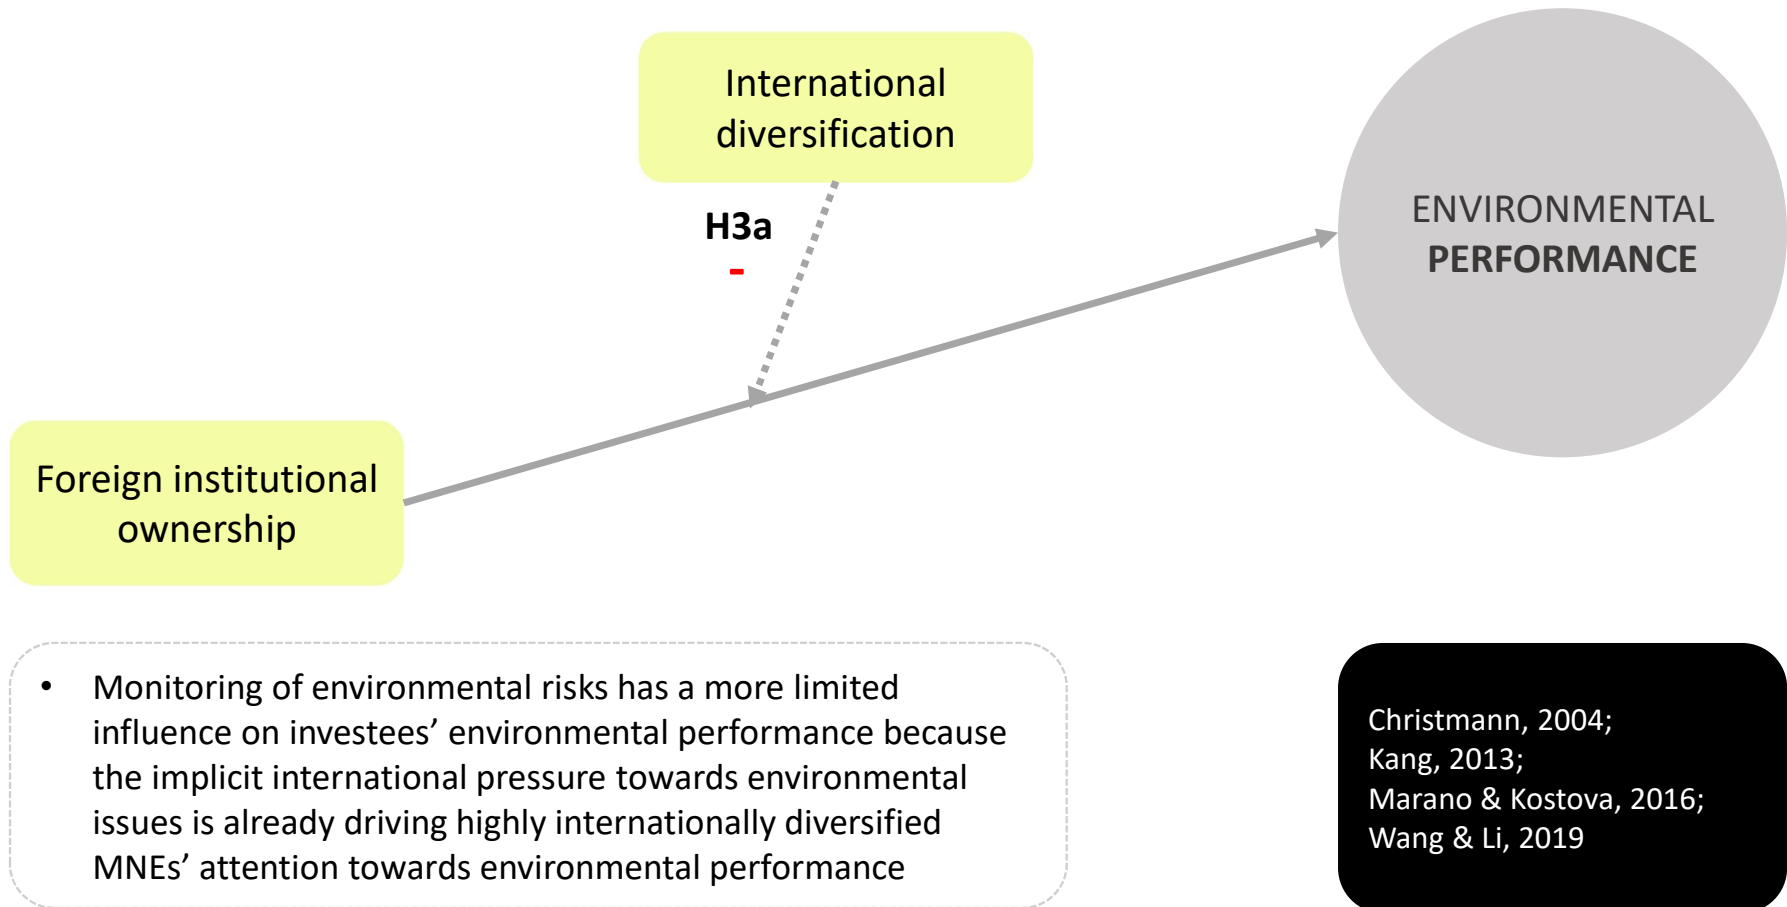 International
diversification
H3a
-
ENVIRONMENTAL
PERFORMANCE
Foreign institutional
ownership
• Monitoring of environmental risks has a more limited
influence on investees’ environmental performance because
the implicit international pressure towards environmental
issues is already driving highly internationally diversified
MNEs’ attention towards environmental performance
Christmann, 2004;
Kang, 2013;
Marano & Kostova, 2016;
Wang & Li, 2019